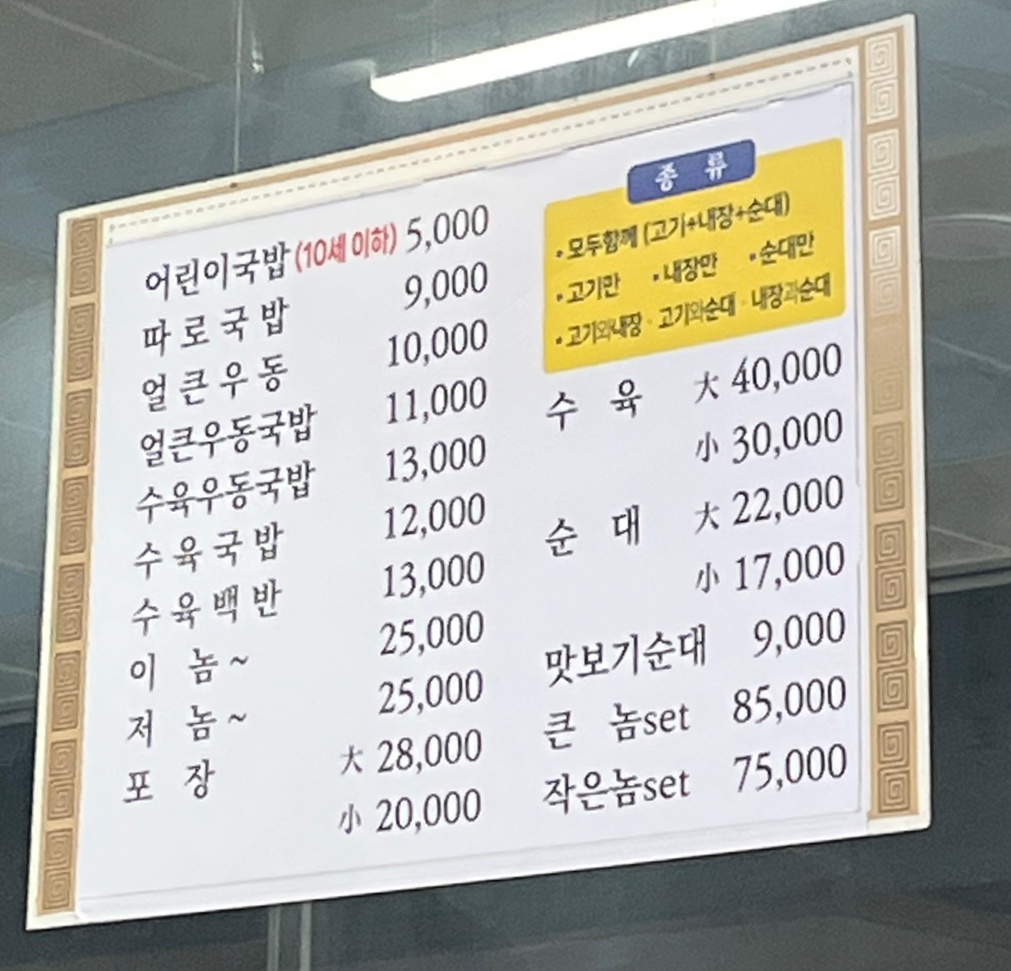 어린이국밥(10세 이하) 5,000
따로국밥 9,000
얼큰우동 10,000
얼큰우동국밥 11,000
수육우동국밥 13,000
수육국밥 12,000
수육백반 13,000
이 놈~ 25,000
저 놈~ 25,000
포 장 大 28,000
小 20,000
종 류
•모두함께 (고기+내장+순대)
•고기만 •내장만 •순대만
•고기와내장 •고기와순대 •내장과순대
수 육 大 40,000
小 30,000
순 대 大 22,000
小 17,000
맛보기순대 9,000
큰 놈set 85,000
작은놈set 75,000